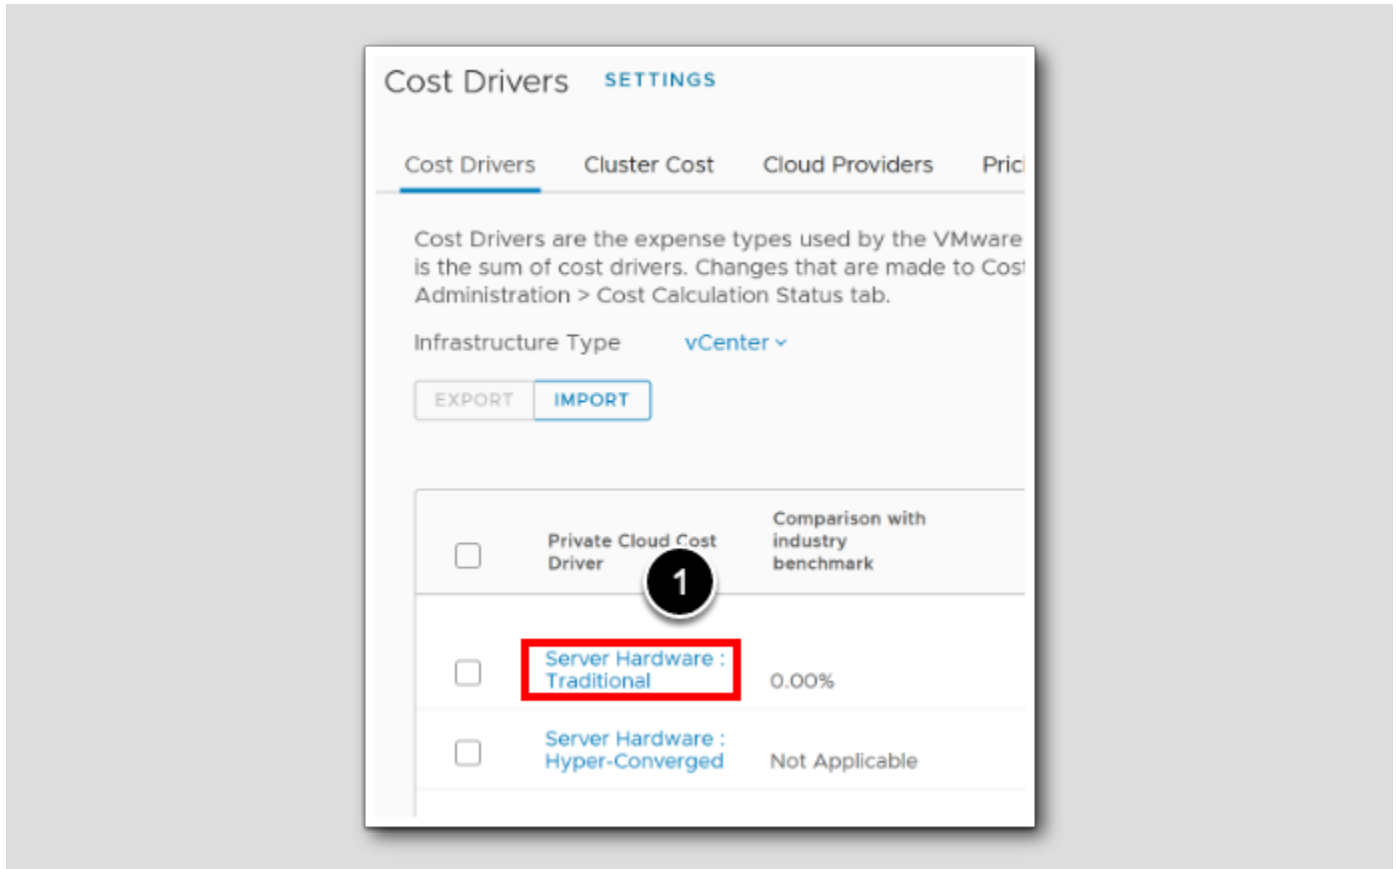 Cost Drivers SETTINGS
Cost Drivers Cluster Cost Cloud Providers
Cost Drivers are the expense types used by the VMware
is the sum of cost drivers. Changes that are made to
Administration > Cost Calculation Status tab.
Infrastructure Type vCenter
EXPORT IMPORT
Private Cloud Cost
Driver
Comparison with
industry
benchmark
1
Server Hardware :
Traditional
0.00%
Server Hardware :
Hyper-Converged
Not Applicable